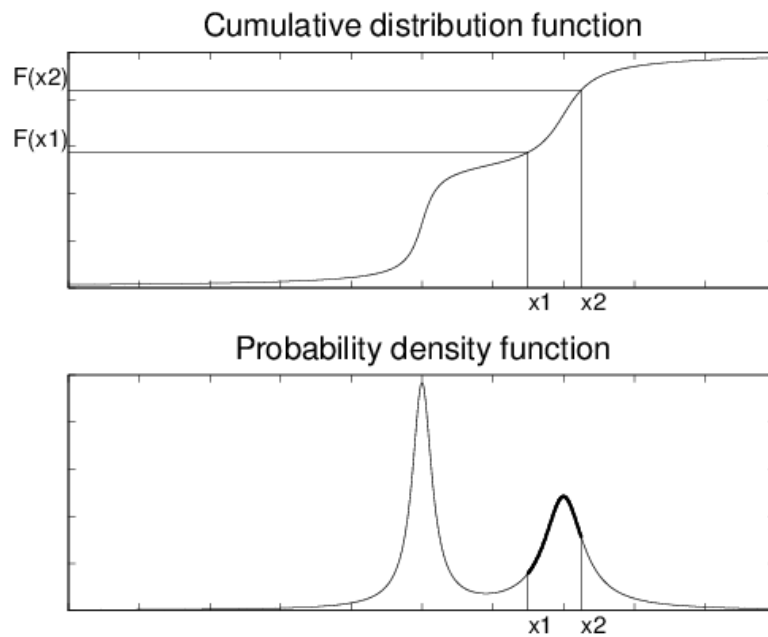 Cumulative distribution function
F(x2)
F(x1)
x1 x2
Probability density function
x1 x2